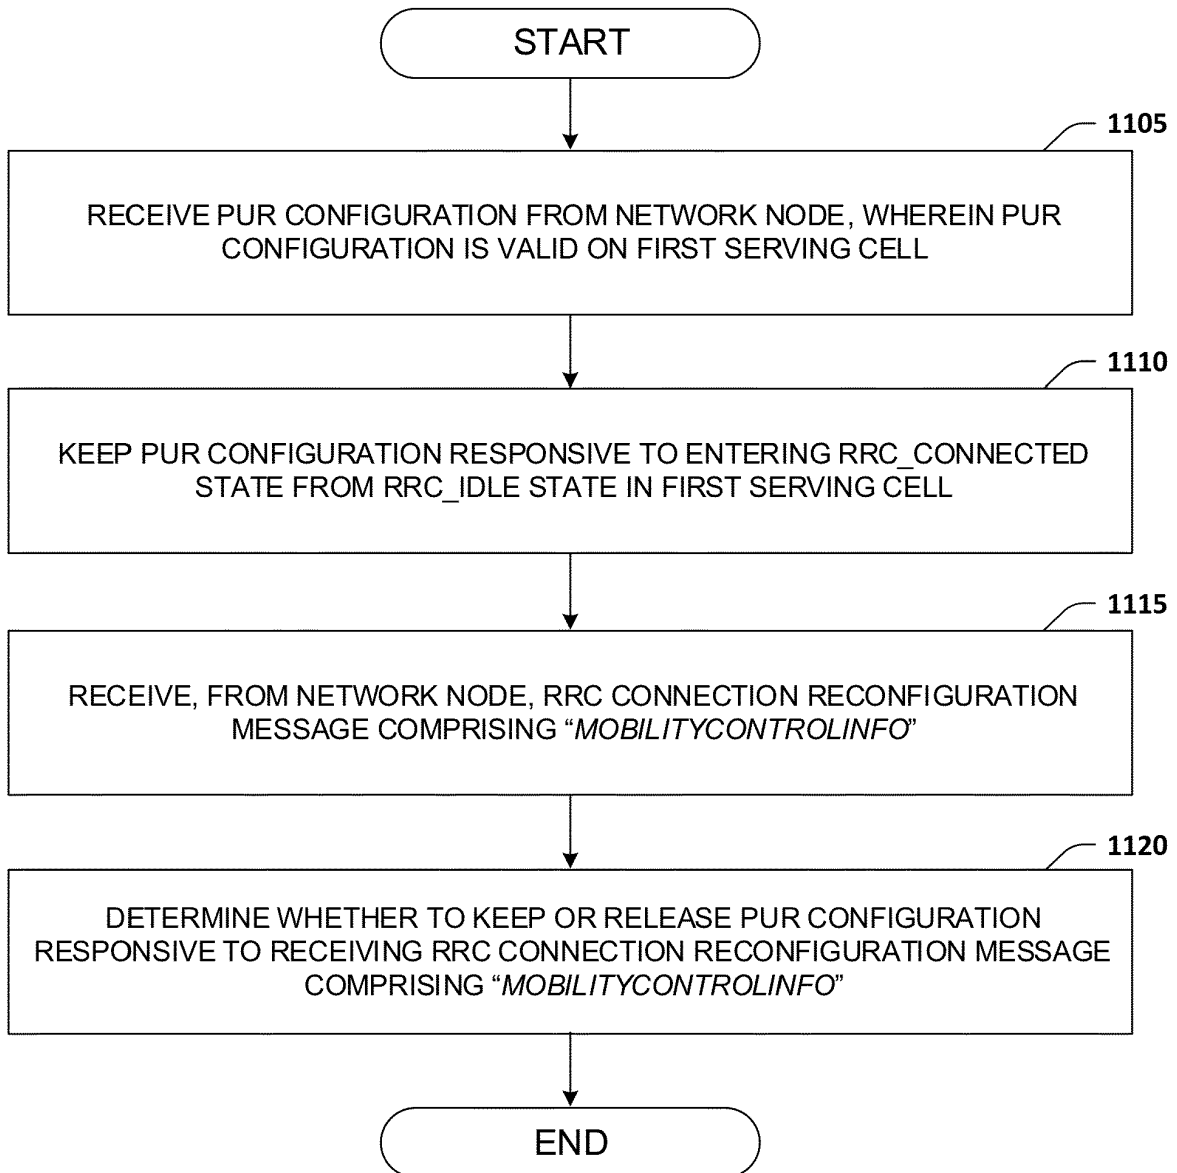 START
1105
RECEIVE PUR CONFIGURATION FROM NETWORK NODE, WHEREIN PUR
CONFIGURATION IS VALID ON FIRST SERVING CELL
1110
KEEP PUR CONFIGURATION RESPONSIVE TO ENTERING RRC_CONNECTED
STATE FROM RRC_IDLE STATE IN FIRST SERVING CELL
1115
RECEIVE, FROM NETWORK NODE, RRC CONNECTION RECONFIGURATION
MESSAGE COMPRISING “MOBILITYCONTROLINFO”
1120
DETERMINE WHETHER TO KEEP OR RELEASE PUR CONFIGURATION
RESPONSIVE TO RECEIVING RRC CONNECTION RECONFIGURATION MESSAGE
COMPRISING “MOBILITYCONTROLINFO”
END